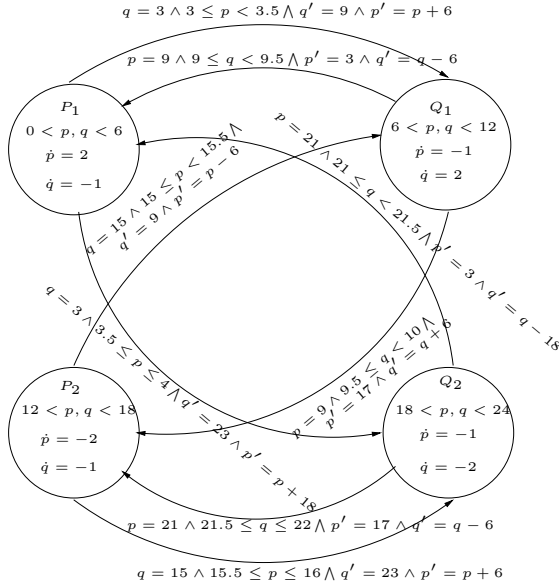 q = 3 ∧ 3 ≤ p < 3.5 ⋀ q′ = 9 ∧ p′ = p + 6
p = 9 ∧ 9 ≤ q < 9.5 ⋀ p′ = 3 ∧ q′ = q − 6
P₁
0 < p, q < 6
ṗ = 2
q̇ = −1
Q₁
6 < p, q < 12
ṗ = −1
q̇ = 2
q = 15 ∧ 15 ≤ p < 15.5 ⋀
q′ = 9 ∧ p′ = p − 6
p = 21 ∧ 21 ≤ q < 21.5 ⋀ p′ = 3 ∧ q′ = q − 18
q = 3 ∧ 3.5 ≤ p ≤ 4 ⋀ q′ = 23 ∧ p′ = p + 18
p = 9 ∧ 9.5 ≤ q < 10 ⋀
p′ = 17 ∧ q′ = q + 6
P₂
12 < p, q < 18
ṗ = −2
q̇ = −1
Q₂
18 < p, q < 24
ṗ = −1
q̇ = −2
p = 21 ∧ 21.5 ≤ q ≤ 22 ⋀ p′ = 17 ∧ q′ = q − 6
q = 15 ∧ 15.5 ≤ p ≤ 16 ⋀ q′ = 23 ∧ p′ = p + 6